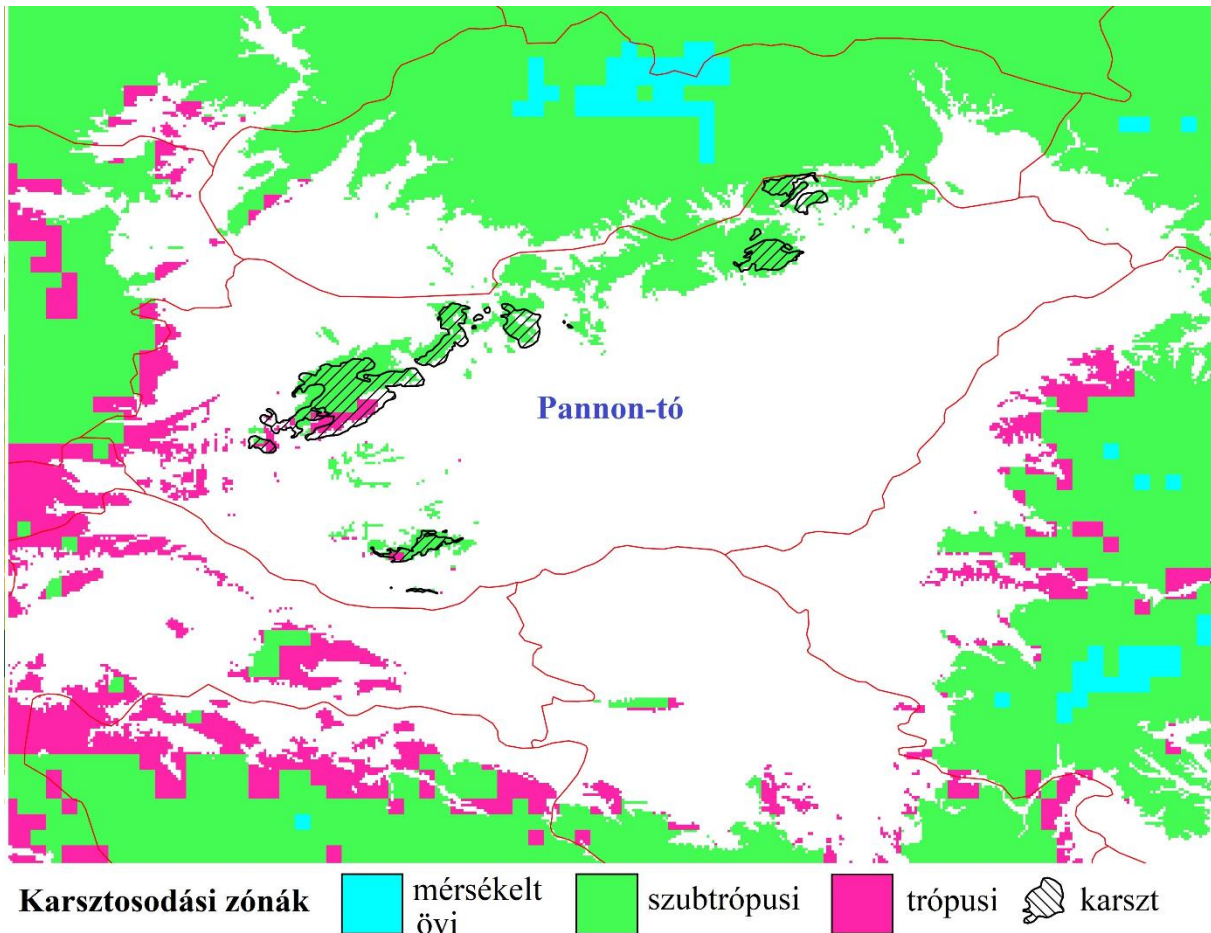 Pannon-tó
Karsztosodási zónák
mérsékelt
övi
szubtrópusi
trópusi
karszt